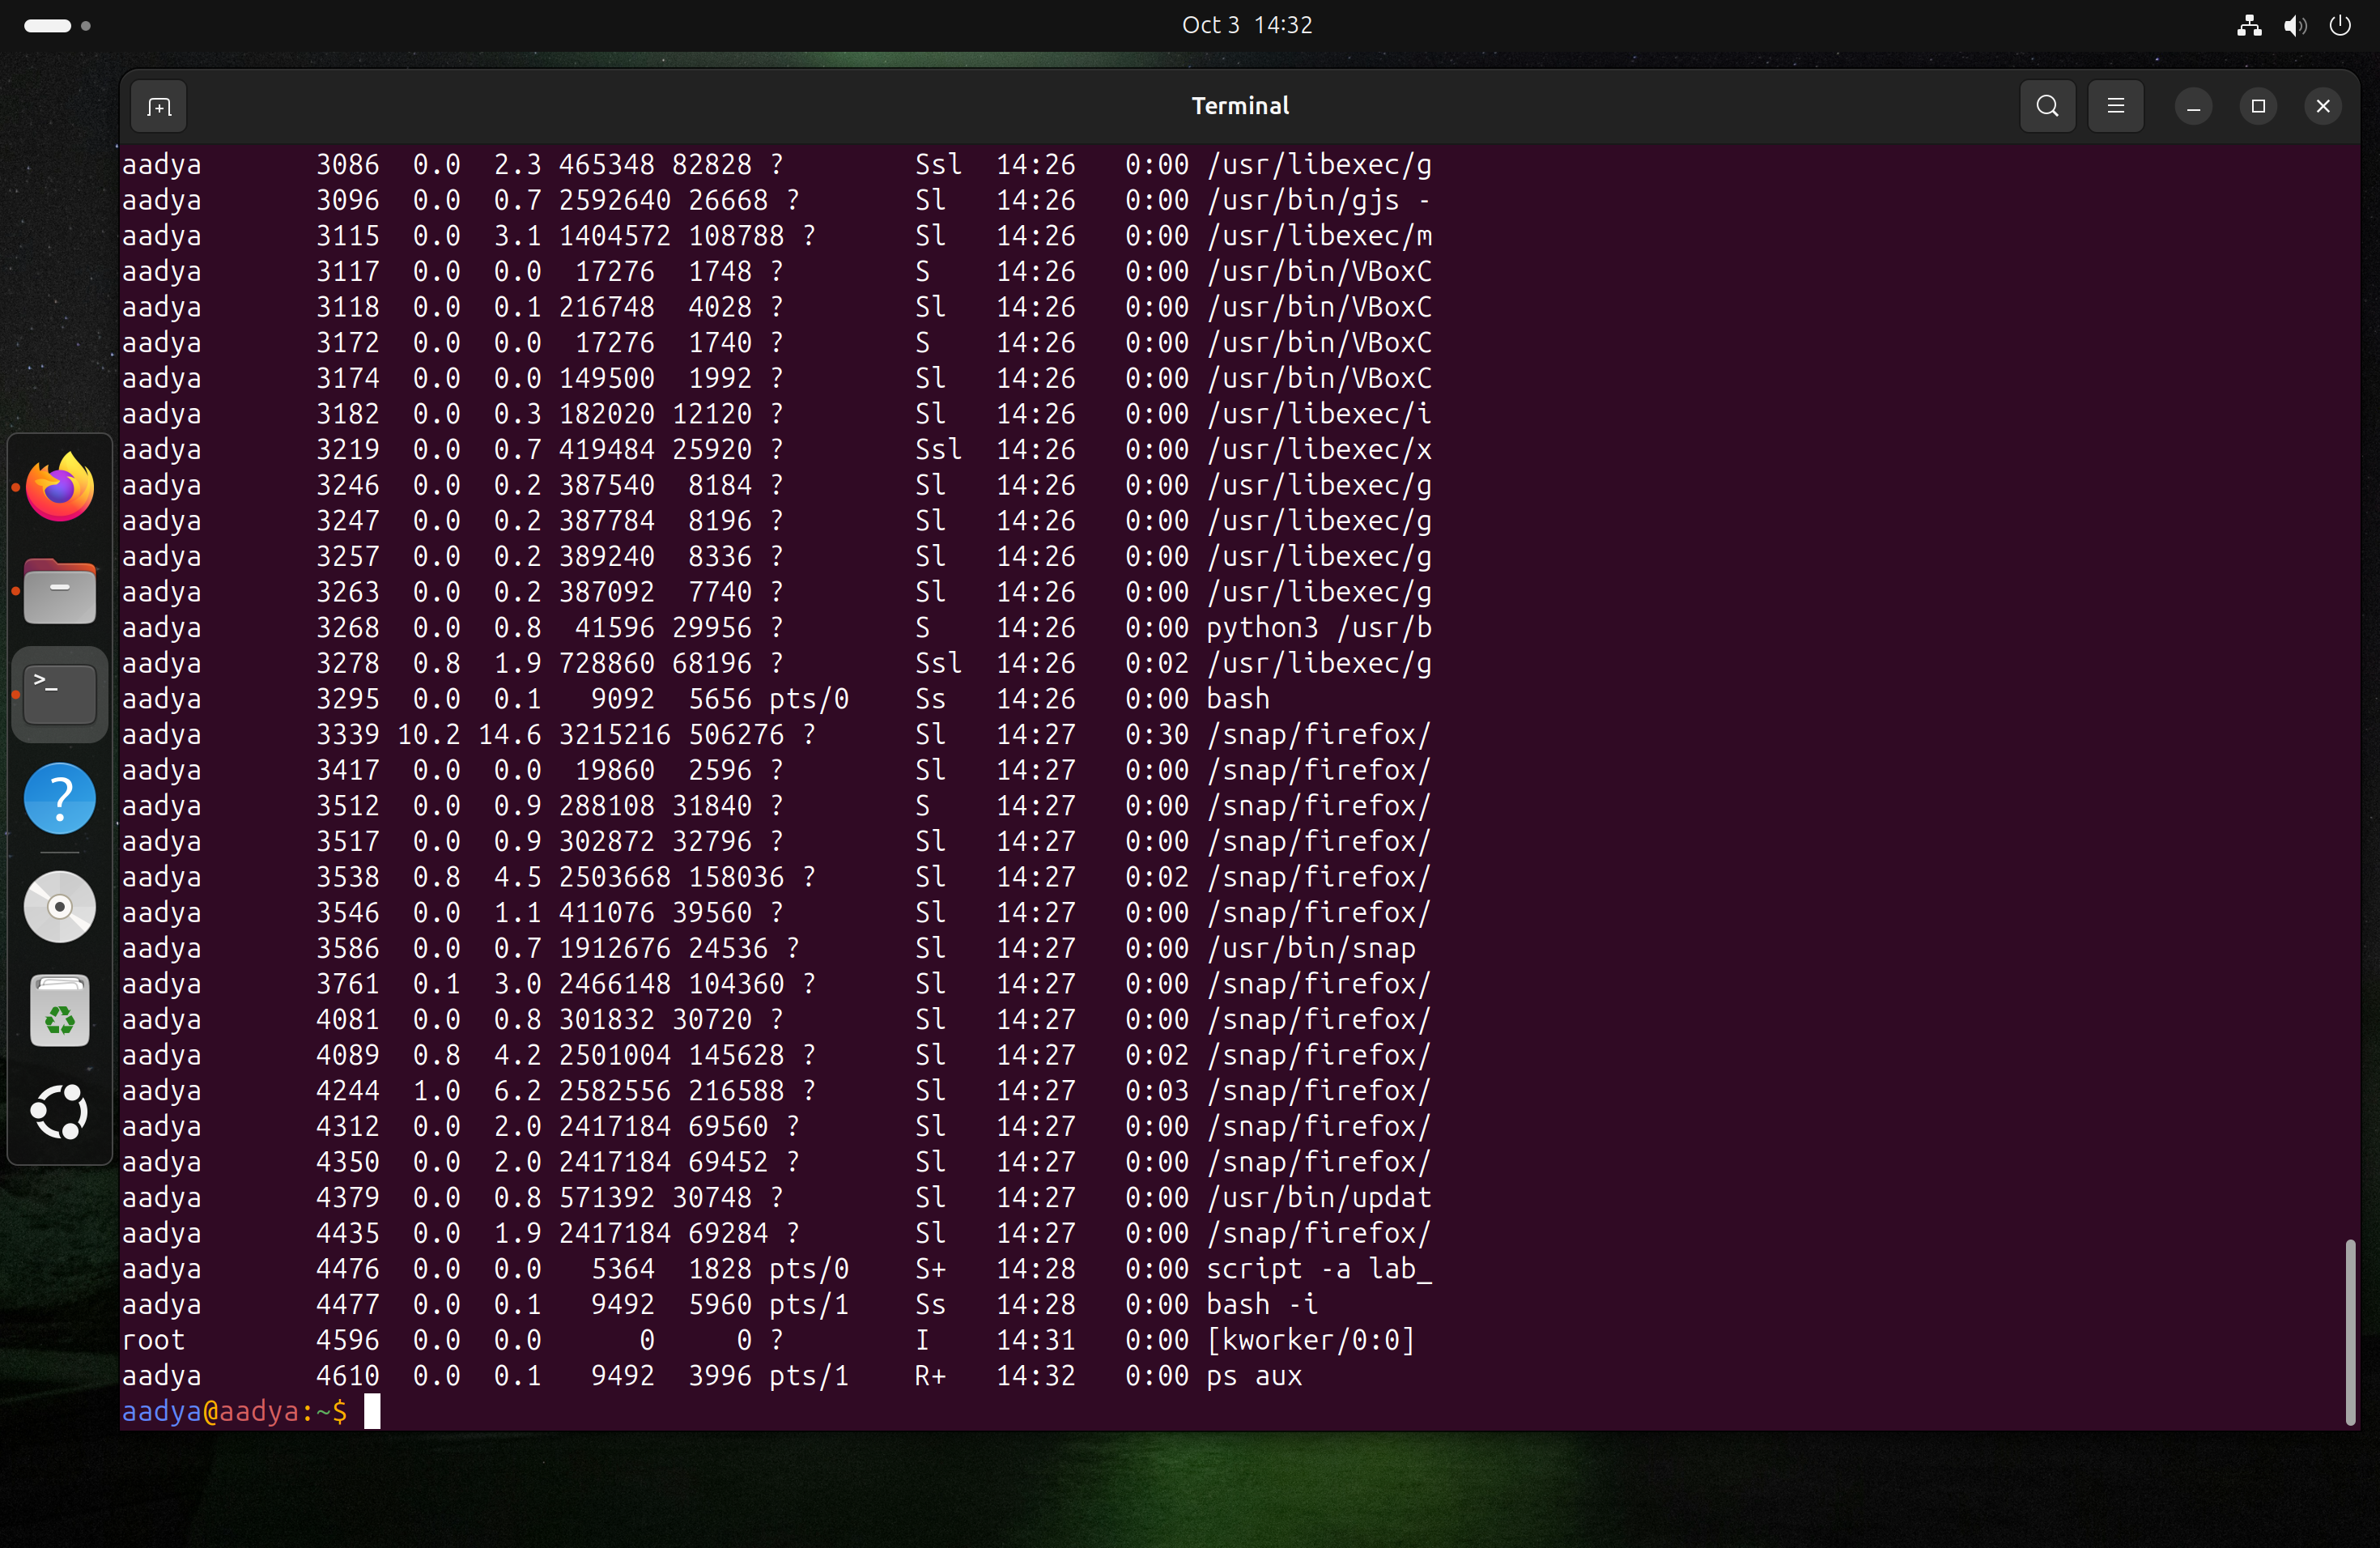 Oct 3 14:32
Terminal
aadya 3086 0.0 2.3 465348 82828 ? Ssl 14:26 0:00 /usr/libexec/g
aadya 3096 0.0 0.7 2592640 26668 ? Sl 14:26 0:00 /usr/bin/gjs -
aadya 3115 0.0 3.1 1404572 108788 ? Sl 14:26 0:00 /usr/libexec/m
aadya 3117 0.0 0.0 17276 1748 ? S 14:26 0:00 /usr/bin/VBoxC
aadya 3118 0.0 0.1 216748 4028 ? Sl 14:26 0:00 /usr/bin/VBoxC
aadya 3172 0.0 0.0 17276 1740 ? S 14:26 0:00 /usr/bin/VBoxC
aadya 3174 0.0 0.0 149500 1992 ? Sl 14:26 0:00 /usr/bin/VBoxC
aadya 3182 0.0 0.3 182020 12120 ? Sl 14:26 0:00 /usr/libexec/i
aadya 3219 0.0 0.7 419484 25920 ? Ssl 14:26 0:00 /usr/libexec/x
aadya 3246 0.0 0.2 387540 8184 ? Sl 14:26 0:00 /usr/libexec/g
aadya 3247 0.0 0.2 387784 8196 ? Sl 14:26 0:00 /usr/libexec/g
aadya 3257 0.0 0.2 389240 8336 ? Sl 14:26 0:00 /usr/libexec/g
aadya 3263 0.0 0.2 387092 7740 ? Sl 14:26 0:00 /usr/libexec/g
aadya 3268 0.0 0.8 41596 29956 ? S 14:26 0:00 python3 /usr/b
aadya 3278 0.8 1.9 728860 68196 ? Ssl 14:26 0:02 /usr/libexec/g
aadya 3295 0.0 0.1 9092 5656 pts/0 Ss 14:26 0:00 bash
aadya 3339 10.2 14.6 3215216 506276 ? Sl 14:27 0:30 /snap/firefox/
aadya 3417 0.0 0.0 19860 2596 ? Sl 14:27 0:00 /snap/firefox/
aadya 3512 0.0 0.9 288108 31840 ? S 14:27 0:00 /snap/firefox/
aadya 3517 0.0 0.9 302872 32796 ? Sl 14:27 0:00 /snap/firefox/
aadya 3538 0.8 4.5 2503668 158036 ? Sl 14:27 0:02 /snap/firefox/
aadya 3546 0.0 1.1 411076 39560 ? Sl 14:27 0:00 /snap/firefox/
aadya 3586 0.0 0.7 1912676 24536 ? Sl 14:27 0:00 /usr/bin/snap
aadya 3761 0.1 3.0 2466148 104360 ? Sl 14:27 0:00 /snap/firefox/
aadya 4081 0.0 0.8 301832 30720 ? Sl 14:27 0:00 /snap/firefox/
aadya 4089 0.8 4.2 2501004 145628 ? Sl 14:27 0:02 /snap/firefox/
aadya 4244 1.0 6.2 2582556 216588 ? Sl 14:27 0:03 /snap/firefox/
aadya 4312 0.0 2.0 2417184 69560 ? Sl 14:27 0:00 /snap/firefox/
aadya 4350 0.0 2.0 2417184 69452 ? Sl 14:27 0:00 /snap/firefox/
aadya 4379 0.0 0.8 571392 30748 ? Sl 14:27 0:00 /usr/bin/updat
aadya 4435 0.0 1.9 2417184 69284 ? Sl 14:27 0:00 /snap/firefox/
aadya 4476 0.0 0.0 5364 1828 pts/0 S+ 14:28 0:00 script -a lab_
aadya 4477 0.0 0.1 9492 5960 pts/1 Ss 14:28 0:00 bash -i
root 4596 0.0 0.0 0 0 ? I 14:31 0:00 [kworker/0:0]
aadya 4610 0.0 0.1 9492 3996 pts/1 R+ 14:32 0:00 ps aux
aadya@aadya:~$